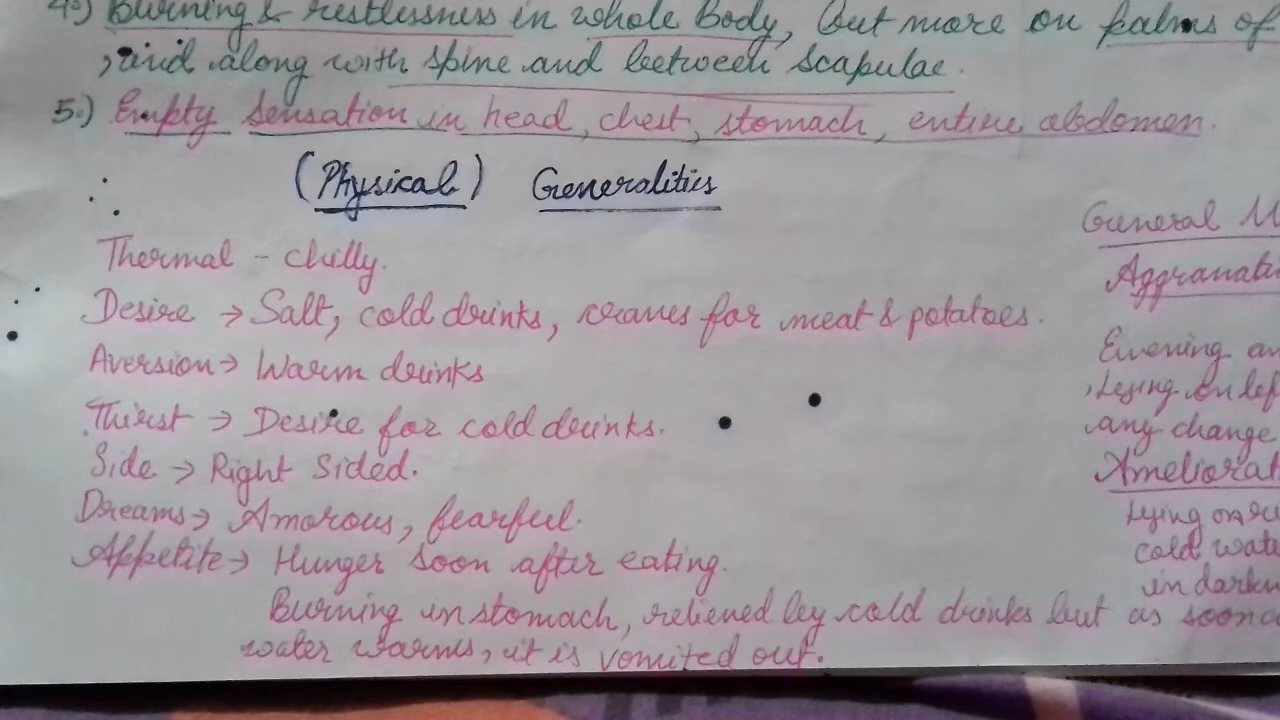 4.) Burning & restlessness in whole body, but more on palms of
, and along with spine and between scapulae.
5.) Empty Sensation in head, chest, stomach, entire abdomen.
(Physical) Generalities
Thermal - chilly.
Desire → Salt, cold drinks, craves for meat & potatoes.
Aversion → Warm drinks
Thirst → Desire for cold drinks.
Side → Right Sided.
Dreams → Amorous, fearful.
Appetite → Hunger soon after eating.
Burning in stomach, relieved by cold drinks but as soon
water warms, it is vomited out.
General M
Aggravati
Evening an
, Lying on lef
any change
Ameliorat
Lying on
cold wat
in dark